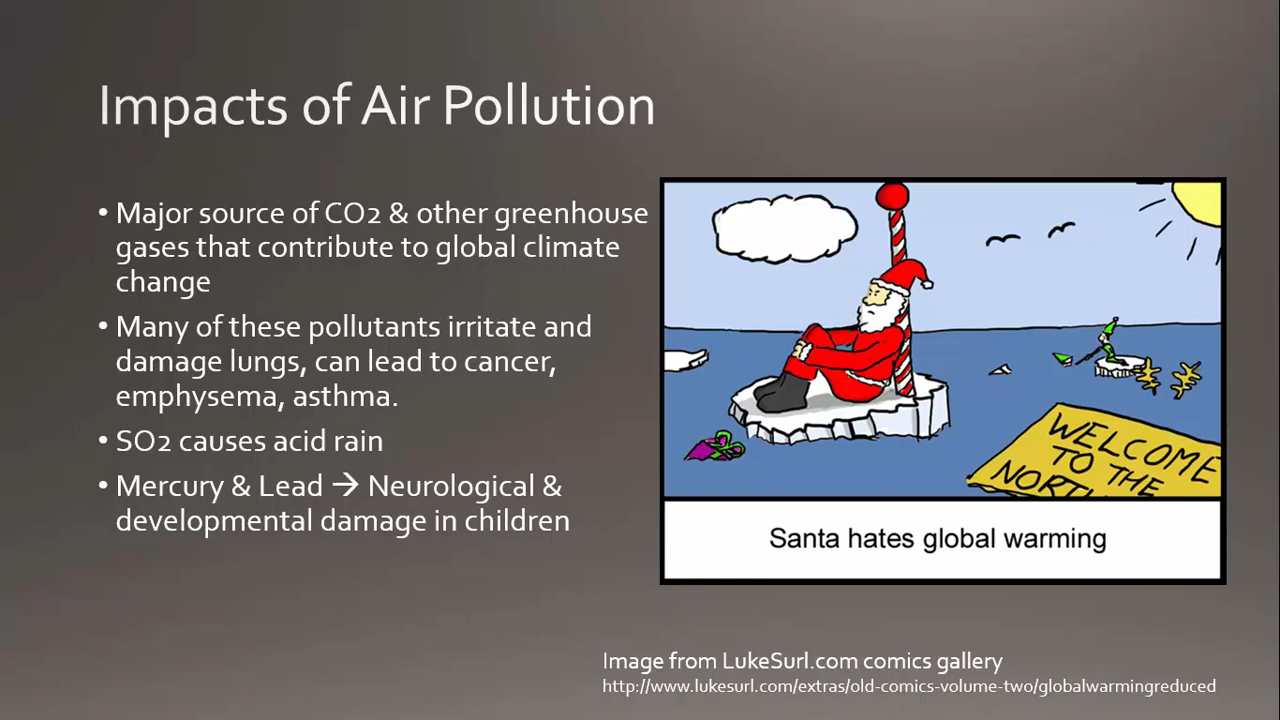 Impacts of Air Pollution
• Major source of CO2 & other greenhouse
gases that contribute to global climate
change
• Many of these pollutants irritate and
damage lungs, can lead to cancer,
emphysema, asthma.
• SO2 causes acid rain
• Mercury & Lead → Neurological &
developmental damage in children
WELCOME
TO THE
Santa hates global warming
Image from LukeSurl.com comics gallery
http://www.lukesurl.com/extras/old-comics-volume-two/globalwarmingreduced